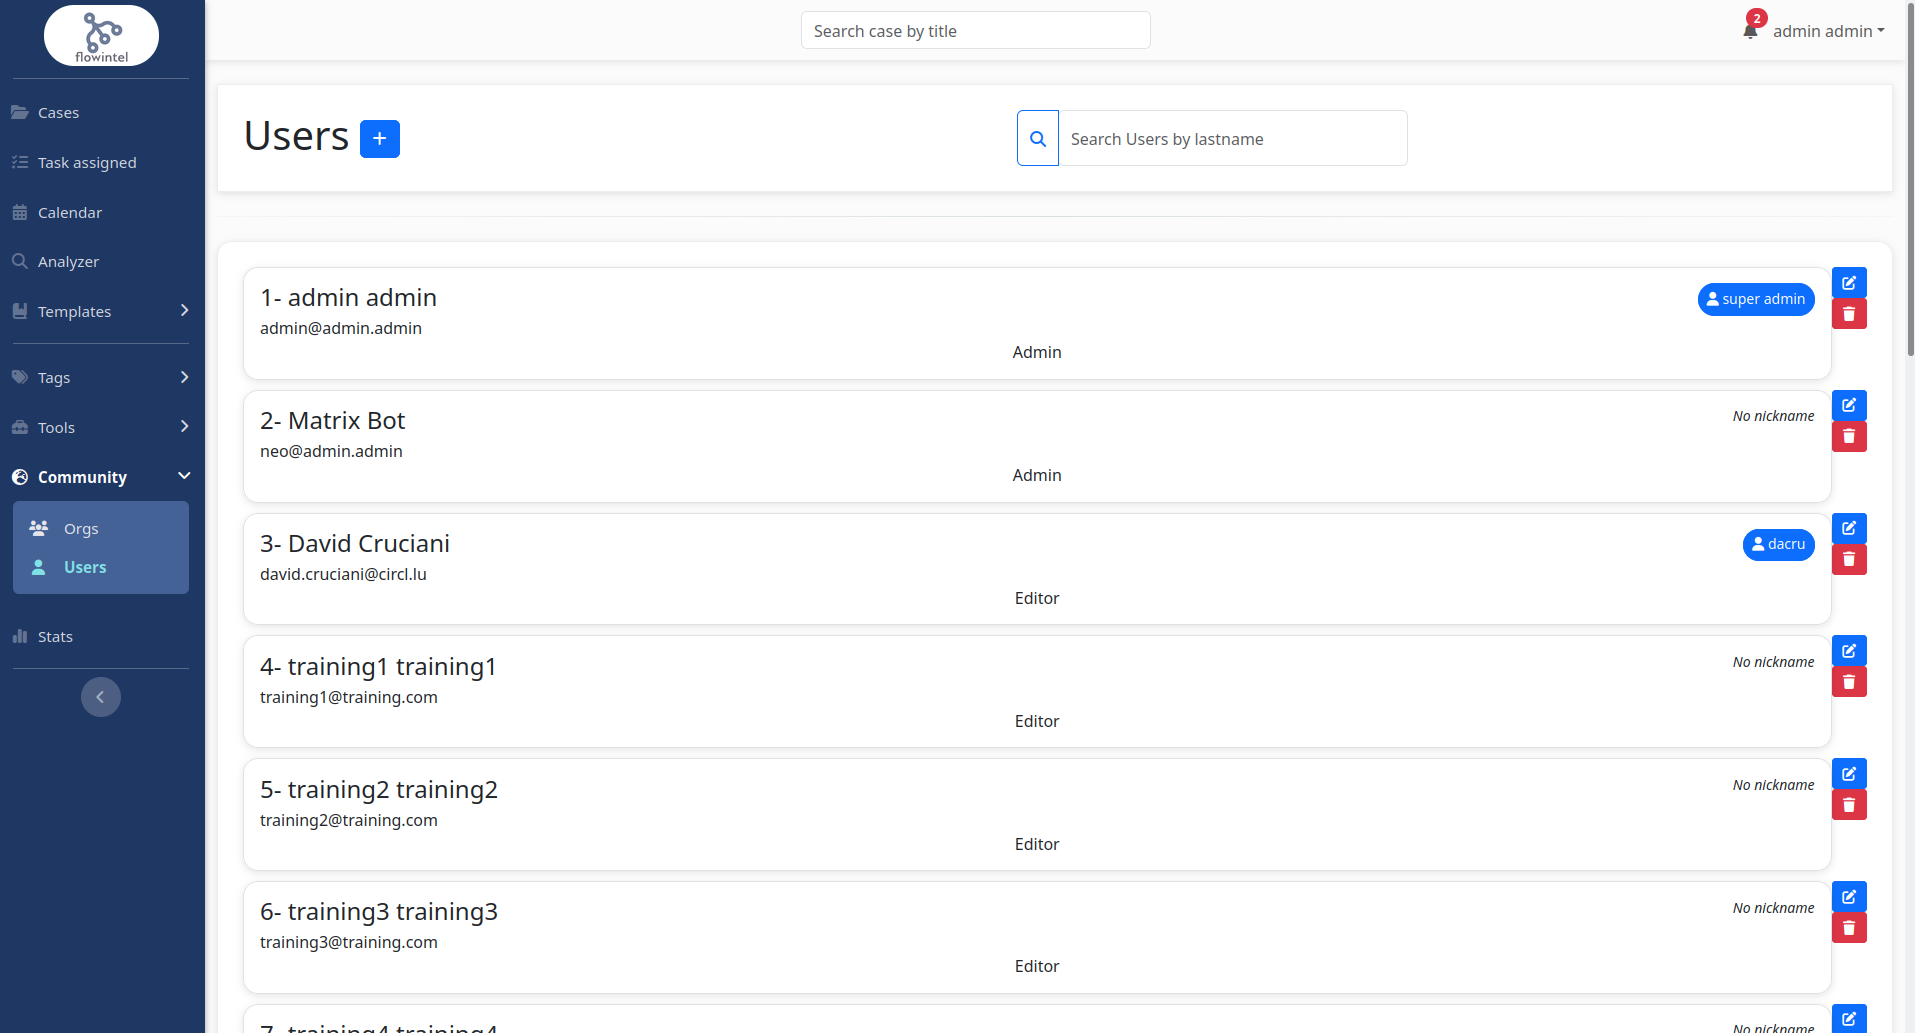 flowintel
Cases
Task assigned
Calendar
Analyzer
Templates
Tags
Tools
Community
Orgs
Users
Stats
Search case by title
2
admin admin
Users +
Search Users by lastname
1- admin admin
super admin
admin@admin.admin
Admin
2- Matrix Bot
No nickname
neo@admin.admin
Admin
3- David Cruciani
dacru
david.cruciani@circl.lu
Editor
4- training1 training1
No nickname
training1@training.com
Editor
5- training2 training2
No nickname
training2@training.com
Editor
6- training3 training3
No nickname
training3@training.com
Editor
7- training4 training4
No nickname